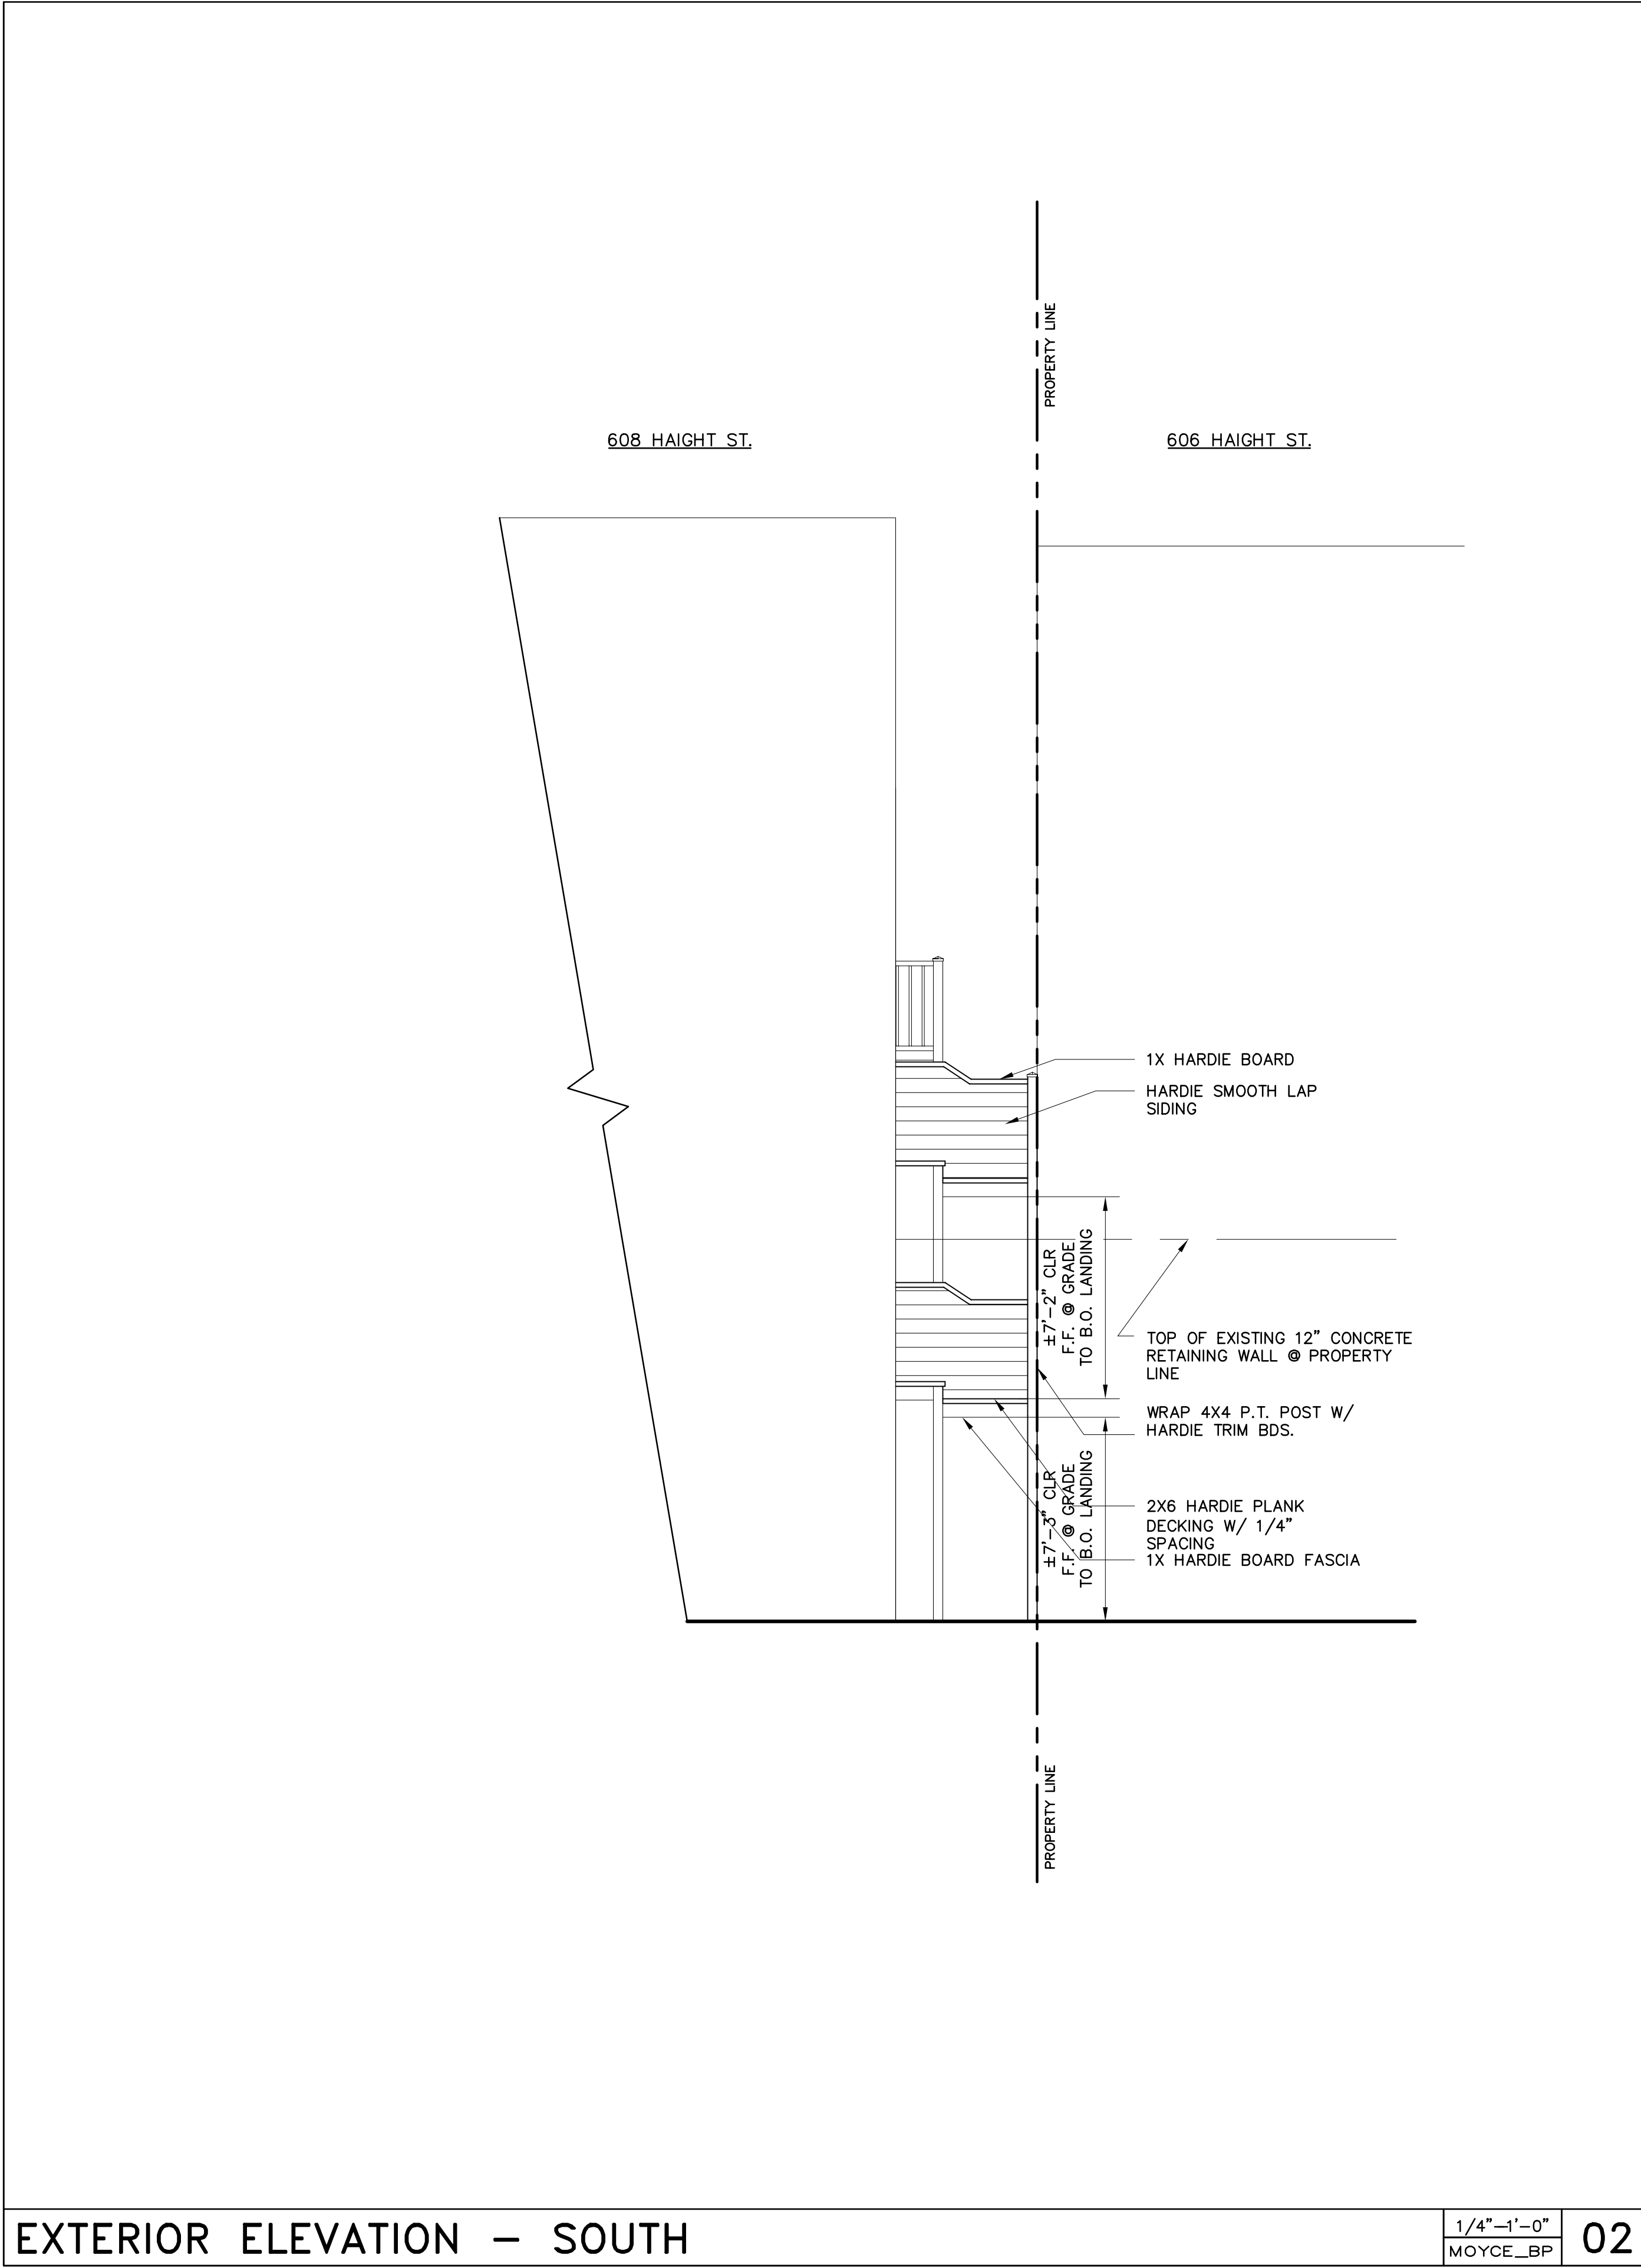 PROPERTY LINE
608 HAIGHT ST.
606 HAIGHT ST.
1X HARDIE BOARD
HARDIE SMOOTH LAP
SIDING
±7'-2" CLR
F.F. @ GRADE
TO B.O. LANDING
TOP OF EXISTING 12" CONCRETE
RETAINING WALL @ PROPERTY
LINE
WRAP 4X4 P.T. POST W/
HARDIE TRIM BDS.
±7'-3" CLR
F.F. @ GRADE
TO B.O. LANDING
2X6 HARDIE PLANK
DECKING W/ 1/4"
SPACING
1X HARDIE BOARD FASCIA
PROPERTY LINE
EXTERIOR ELEVATION - SOUTH
1/4"-1'-0"
MOYCE_BP
02